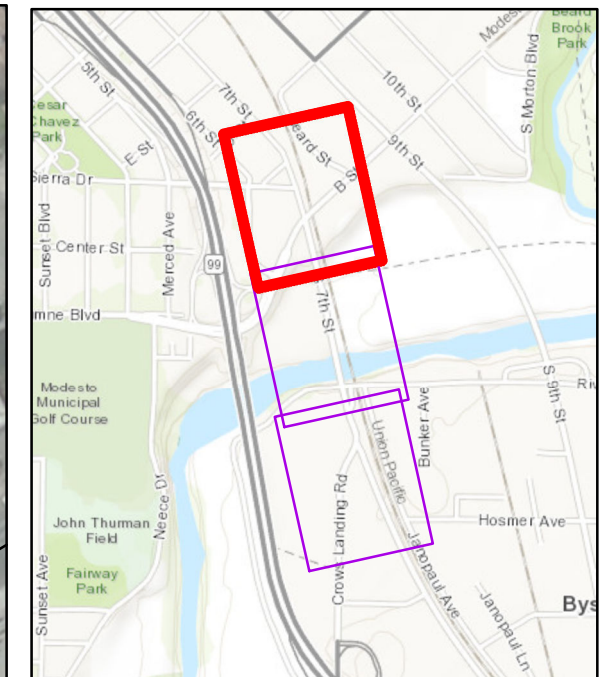 Modes
Beard
Brook
Park
5th St
7th St
10th St
S Morton Blvd
Cesar
Chavez
Park
6th St
E St
eard St
9th St
B St
Sierra Dr
Sunset Blvd
Center St
Merced Ave
99
mne Blvd
7th St
S 9th St
Riv
Modesto
Municipal
Golf Course
Bunker Ave
Union Pacific
Neece Dr
Crows Landing Rd
John Thurman
Field
Hosmer Ave
Sunset Ave
Fairway
Park
Janopaul Ave
Janopaul Ln
Bys